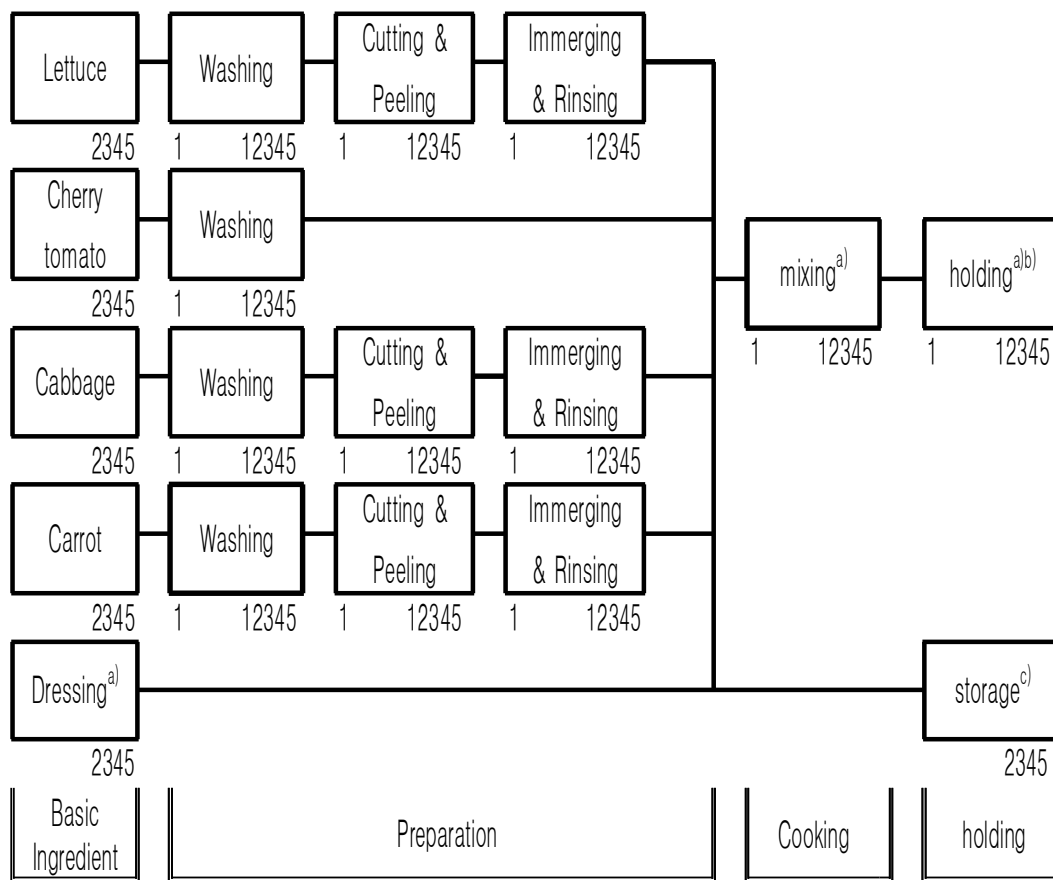 Lettuce
Washing
Cutting &
Peeling
Immerging
& Rinsing
2345
1 12345
1 12345
1 12345
Cherry
tomato
Washing
2345
1 12345
mixing a)
holding a)b)
1 12345
1 12345
Cabbage
Washing
Cutting &
Peeling
Immerging
& Rinsing
2345
1 12345
1 12345
1 12345
Carrot
Washing
Cutting &
Peeling
Immerging
& Rinsing
2345
1 12345
1 12345
1 12345
Dressing a)
storage c)
2345
2345
Basic
Ingredient
Preparation
Cooking
holding